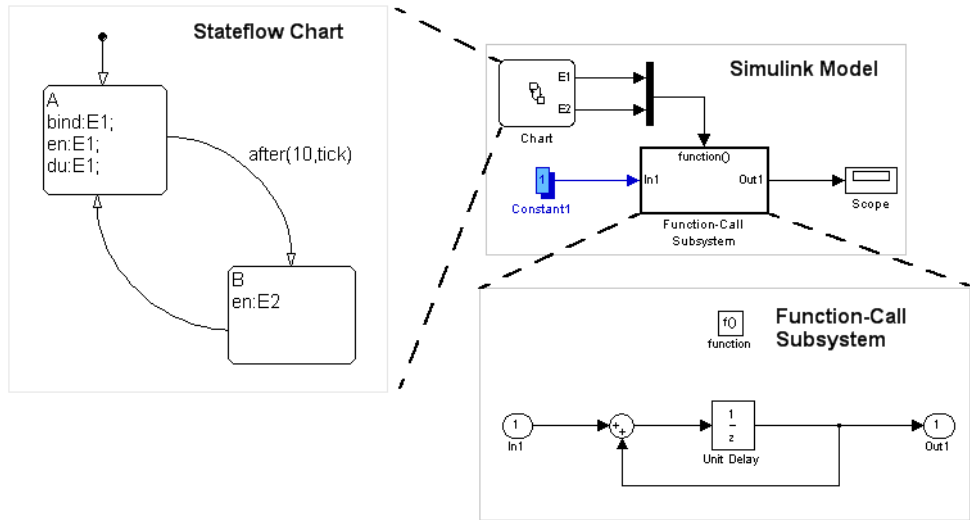 Stateflow Chart
A
bind:E1;
en:E1;
du:E1;
after(10,tick)
B
en:E2
Simulink Model
E1
E2
Chart
function()
1
In1
Out1
Constant1
Scope
Function-Call
Subsystem
f()
function
Function-Call
Subsystem
1
In1
+
+
1
z
Unit Delay
1
Out1